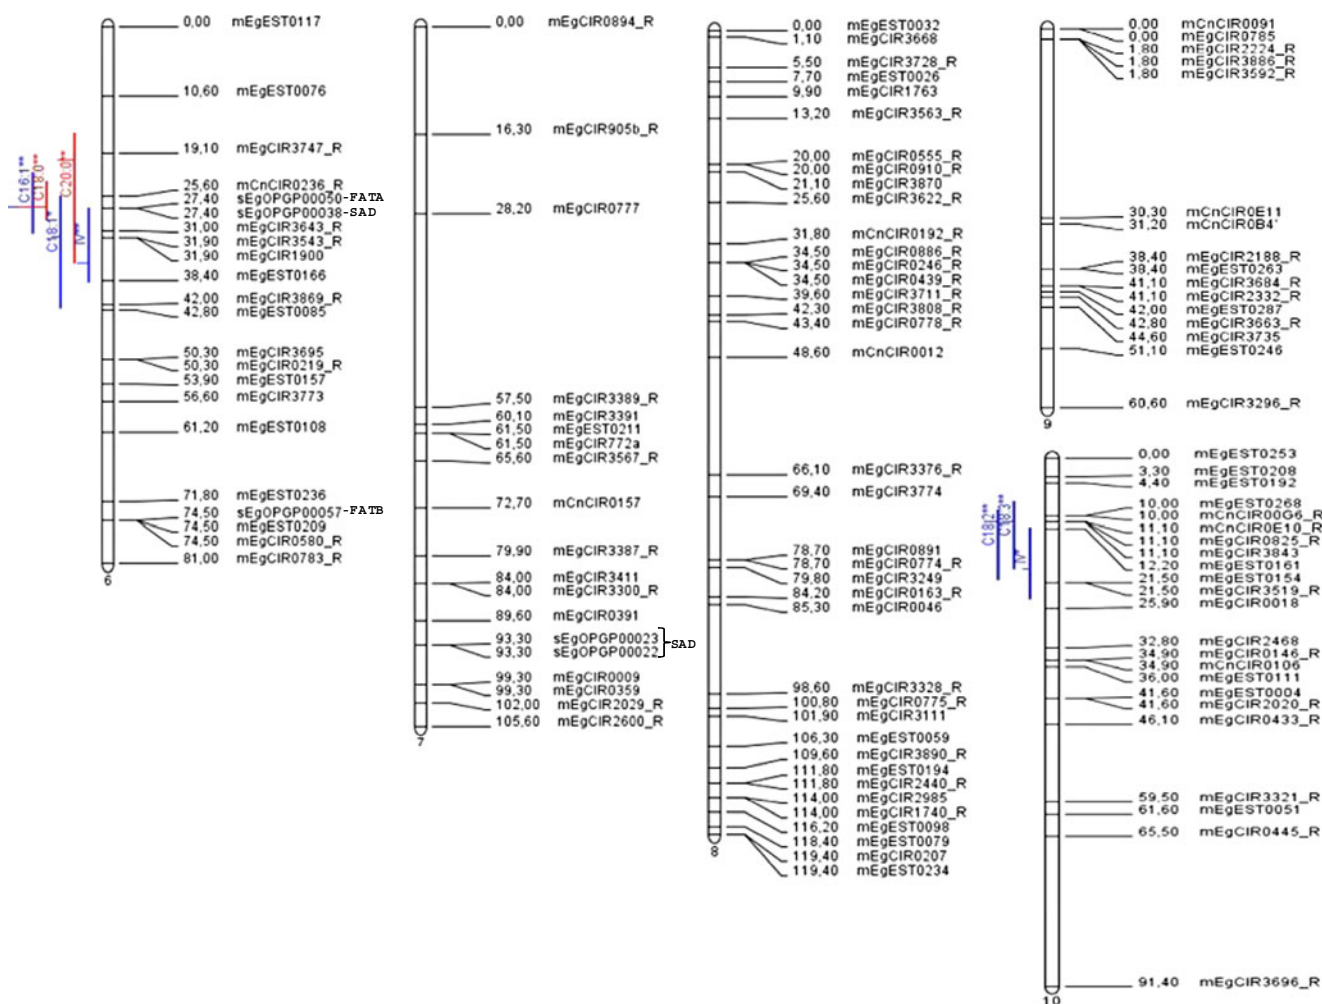 0,00 mEgEST0117
10,60 mEgEST0076
19,10 mEgCIR3747_R
25,60 mCnCIR0236_R
27,40 sEgOPGP00050-FATA
27,40 sEgOPGP00038-SAD
31,00 mEgCIR3643_R
31,90 mEgCIR3543_R
31,90 mEgCIR1900
38,40 mEgEST0166
42,00 mEgCIR3869_R
42,80 mEgEST0085
50,30 mEgCIR3695
50,30 mEgCIR0219_R
53,90 mEgEST0157
56,60 mEgCIR3773
61,20 mEgEST0108
71,80 mEgEST0236
74,50 sEgOPGP00057-FATB
74,50 mEgEST0209
74,50 mEgCIR0580_R
81,00 mEgCIR0783_R
6
C16:1**
C18:0**
C18:1*
C20:0**
IV**
0,00 mEgCIR0894_R
16,30 mEgCIR905b_R
28,20 mEgCIR0777
57,50 mEgCIR3389_R
60,10 mEgCIR3391
61,50 mEgEST0211
61,50 mEgCIR772a
65,60 mEgCIR3567_R
72,70 mCnCIR0157
79,90 mEgCIR3387_R
84,00 mEgCIR3411
84,00 mEgCIR3300_R
89,60 mEgCIR0391
93,30 sEgOPGP00023
93,30 sEgOPGP00022
SAD
99,30 mEgCIR0009
99,30 mEgCIR0359
102,00 mEgCIR2029_R
105,60 mEgCIR2600_R
7
0,00 mEgEST0032
1,10 mEgCIR3668
5,50 mEgCIR3728_R
7,70 mEgEST0026
9,90 mEgCIR1763
13,20 mEgCIR3563_R
20,00 mEgCIR0555_R
20,00 mEgCIR0910_R
21,10 mEgCIR3870
25,60 mEgCIR3622_R
31,80 mCnCIR0192_R
34,50 mEgCIR0886_R
34,50 mEgCIR0246_R
34,50 mEgCIR0439_R
39,60 mEgCIR3711_R
42,30 mEgCIR3808_R
43,40 mEgCIR0778_R
48,60 mCnCIR0012
66,10 mEgCIR3376_R
69,40 mEgCIR3774
78,70 mEgCIR0891
78,70 mEgCIR0774_R
79,80 mEgCIR3249
84,20 mEgCIR0163_R
85,30 mEgCIR0046
98,60 mEgCIR3328_R
100,80 mEgCIR0775_R
101,90 mEgCIR3111
106,30 mEgEST0059
109,60 mEgCIR3890_R
111,80 mEgEST0194
111,80 mEgCIR2440_R
114,00 mEgCIR2985
114,00 mEgCIR1740_R
116,20 mEgEST0098
118,40 mEgEST0079
119,40 mEgCIR0207
119,40 mEgEST0234
8
0,00 mCnCIR0091
0,00 mEgCIR0785
1,80 mEgCIR2224_R
1,80 mEgCIR3886_R
1,80 mEgCIR3592_R
30,30 mCnCIR0E11
31,20 mCnCIR0B4'
38,40 mEgCIR2188_R
38,40 mEgEST0263
41,10 mEgCIR3684_R
41,10 mEgCIR2332_R
42,00 mEgEST0287
42,80 mEgCIR3663_R
44,60 mEgCIR3735
51,10 mEgEST0246
60,60 mEgCIR3296_R
9
0,00 mEgEST0253
3,30 mEgEST0208
4,40 mEgEST0192
10,00 mEgEST0268
10,00 mCnCIR00G6_R
11,10 mCnCIR0E10_R
11,10 mEgCIR0825_R
11,10 mEgCIR3843
12,20 mEgEST0161
21,50 mEgEST0154
21,50 mEgCIR3519_R
25,90 mEgCIR0018
32,80 mEgCIR2468
34,90 mEgCIR0146_R
34,90 mCnCIR0106
36,00 mEgEST0111
41,60 mEgEST0004
41,60 mEgCIR2020_R
46,10 mEgCIR0433_R
59,50 mEgCIR3321_R
61,60 mEgEST0051
65,50 mEgCIR0445_R
91,40 mEgCIR3696_R
10
C18:2**
C18:3**
IV*